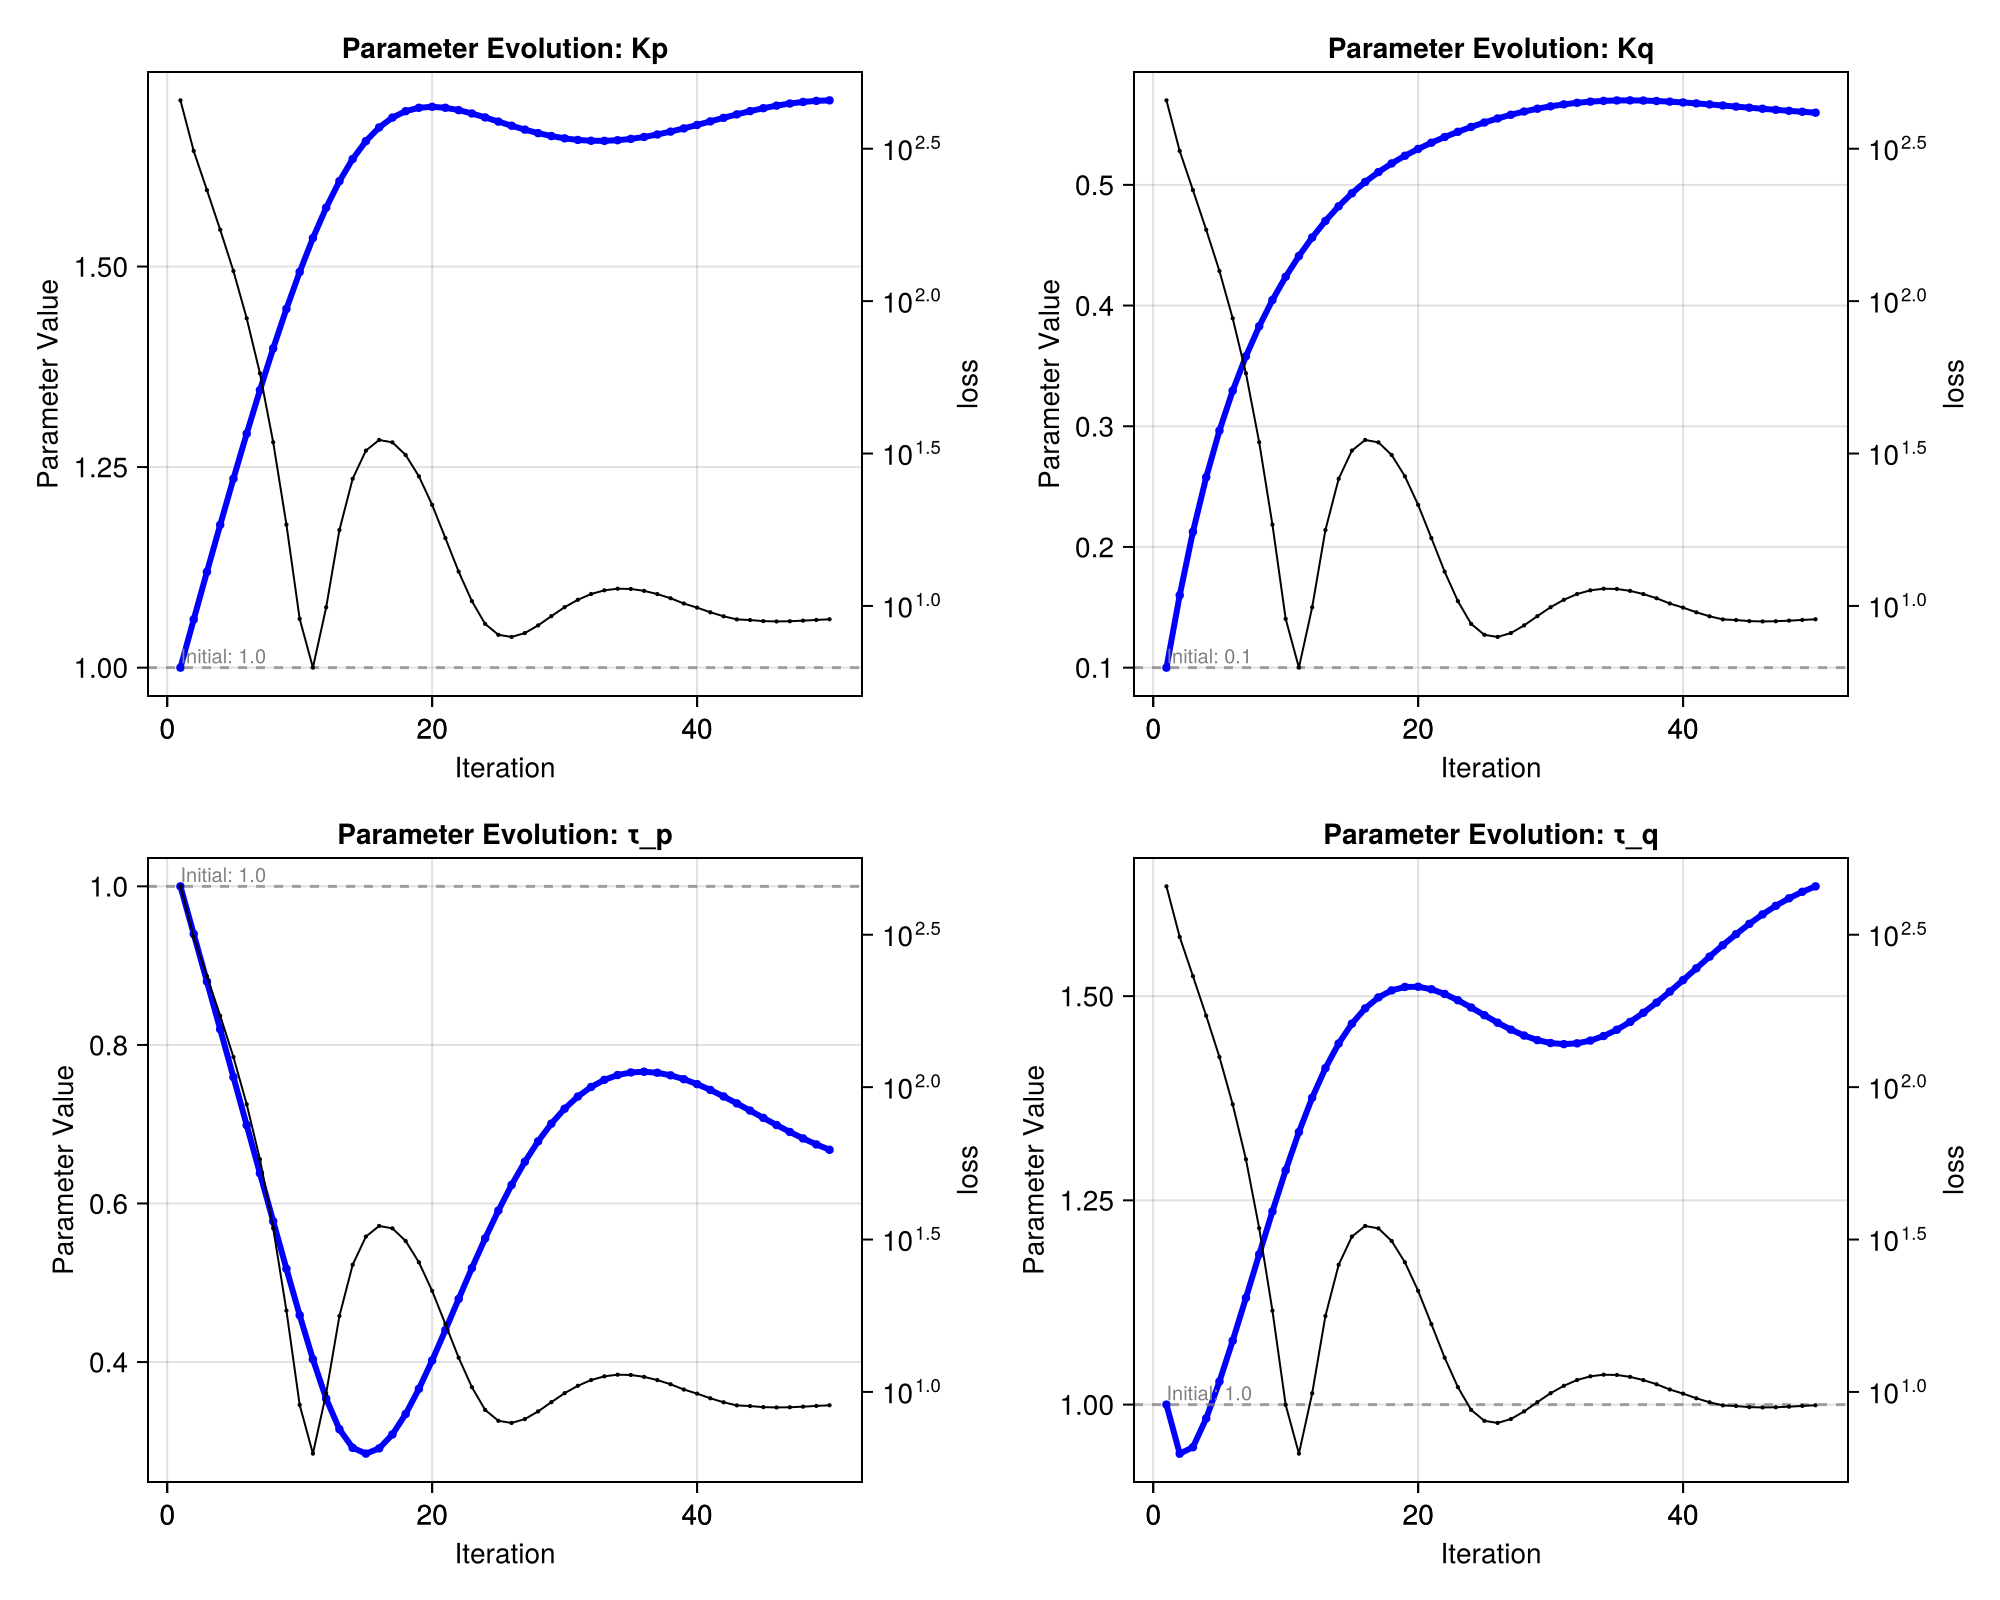 Parameter Evolution: Kp
Parameter Value
1.50
1.25
1.00
Initial: 1.0
10^2.5
10^2.0
10^1.5
10^1.0
loss
0
20
40
Iteration
Parameter Evolution: Kq
Parameter Value
0.5
0.4
0.3
0.2
0.1
Initial: 0.1
10^2.5
10^2.0
10^1.5
10^1.0
loss
0
20
40
Iteration
Parameter Evolution: τ_p
Parameter Value
1.0
0.8
0.6
0.4
Initial: 1.0
10^2.5
10^2.0
10^1.5
10^1.0
loss
0
20
40
Iteration
Parameter Evolution: τ_q
Parameter Value
1.50
1.25
1.00
Initial: 1.0
10^2.5
10^2.0
10^1.5
10^1.0
loss
0
20
40
Iteration